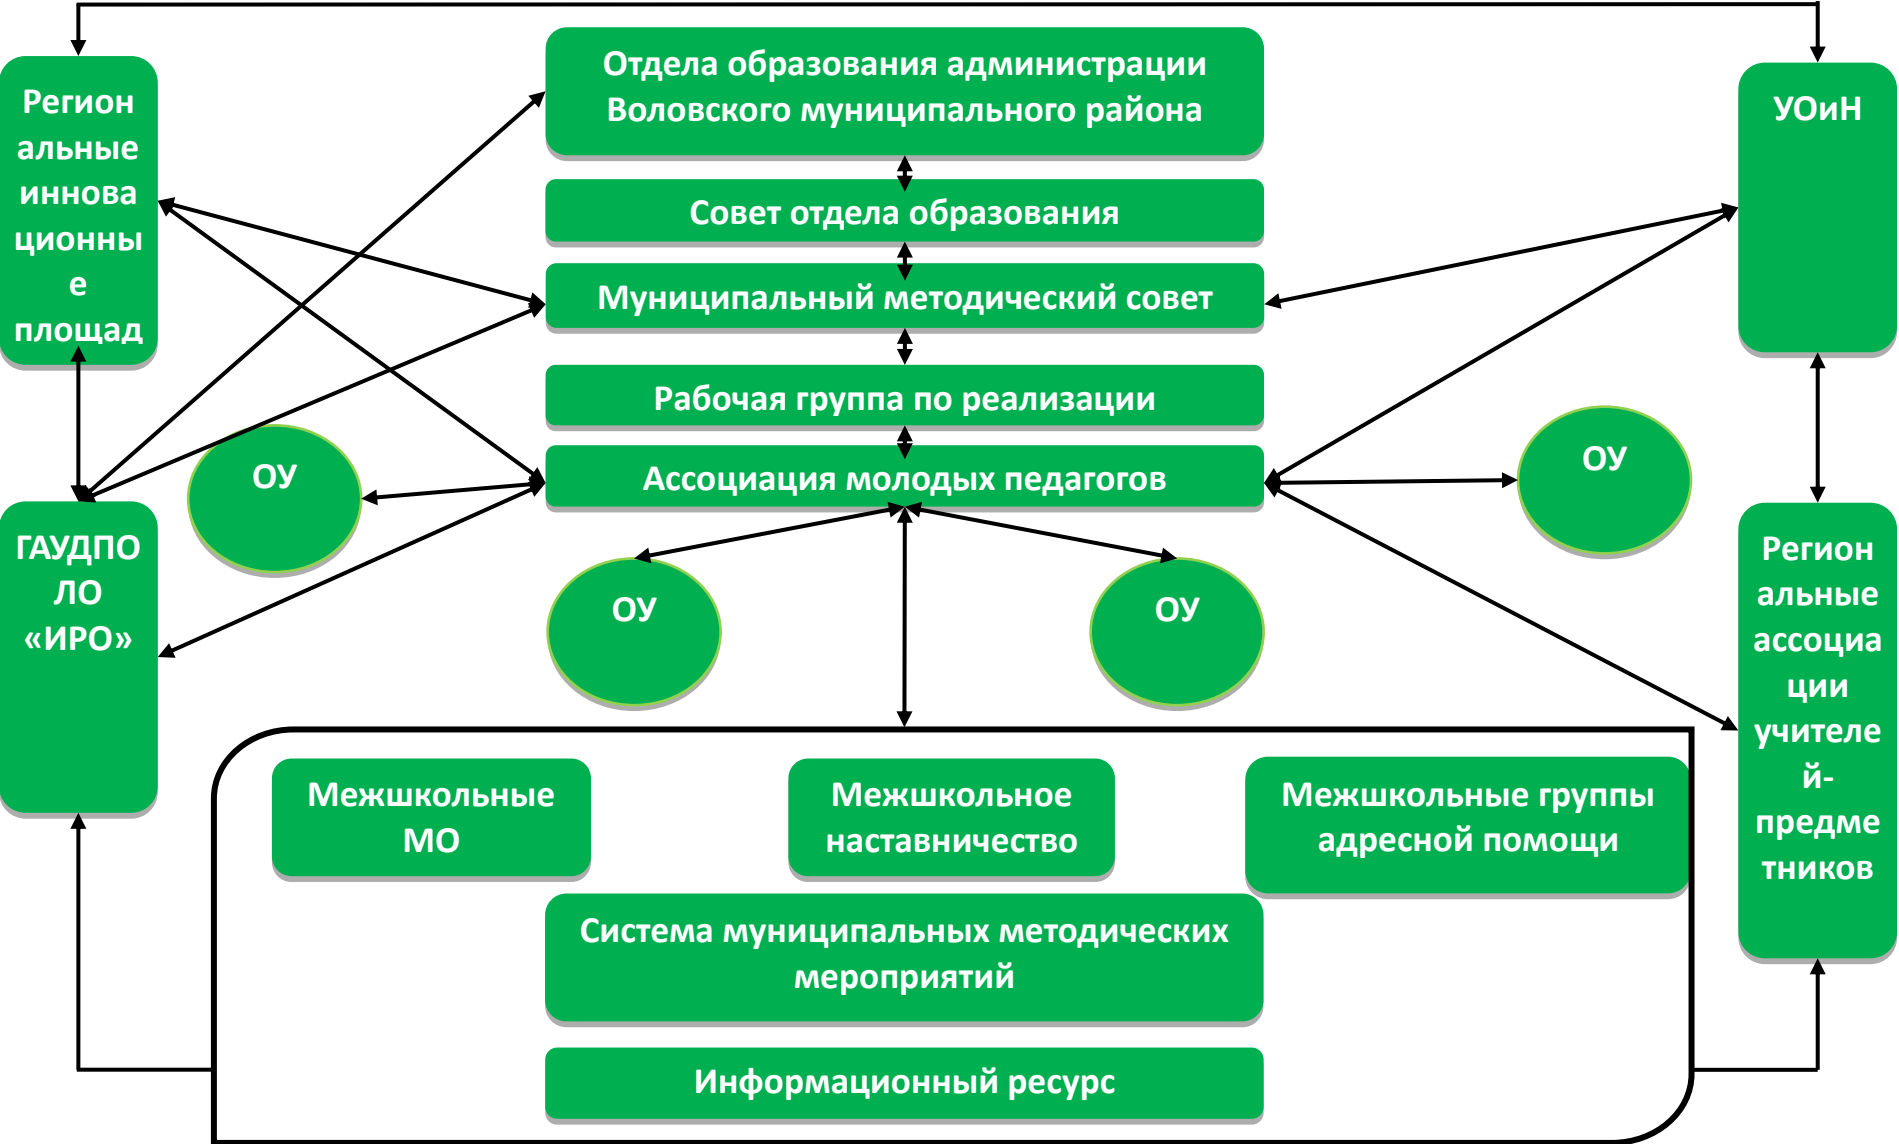 Отдела образования администрации
Воловского муниципального района
Регион
альные
иннова
ционны
е
площад
УОиН
Совет отдела образования
Муниципальный методический совет
Рабочая группа по реализации
Ассоциация молодых педагогов
ОУ
ОУ
ОУ
ОУ
ГАУДПО
ЛО
«ИРО»
Регион
альные
ассоциа
ции
учителе
й-
предме
тников
Межшкольные
МО
Межшкольное
наставничество
Межшкольные группы
адресной помощи
Система муниципальных методических
мероприятий
Информационный ресурс